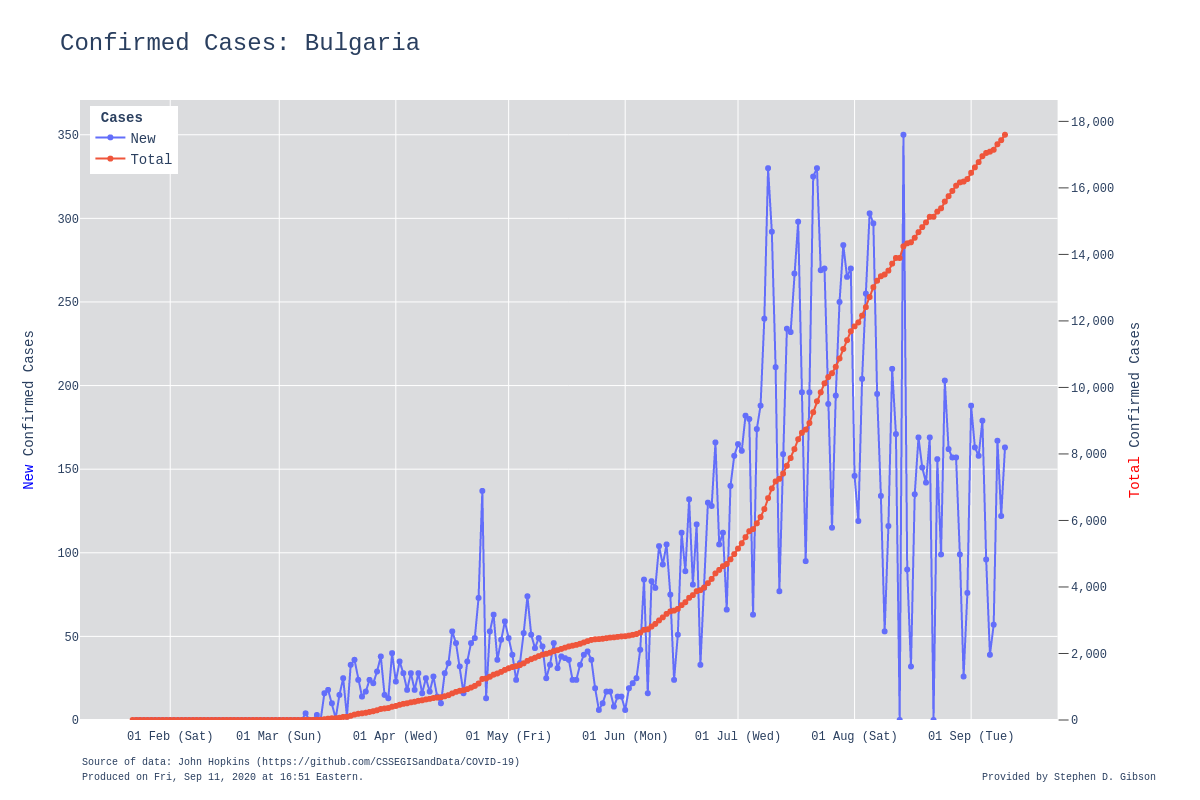 Confirmed Cases: Bulgaria
Cases
New
Total
350
300
250
200
150
100
50
0
18,000
16,000
14,000
12,000
10,000
8,000
6,000
4,000
2,000
0
New Confirmed Cases
Total Confirmed Cases
01 Feb (Sat) 01 Mar (Sun) 01 Apr (Wed) 01 May (Fri) 01 Jun (Mon) 01 Jul (Wed) 01 Aug (Sat) 01 Sep (Tue)
Source of data: John Hopkins (https://github.com/CSSEGISandData/COVID-19)
Produced on Fri, Sep 11, 2020 at 16:51 Eastern.
Provided by Stephen D. Gibson